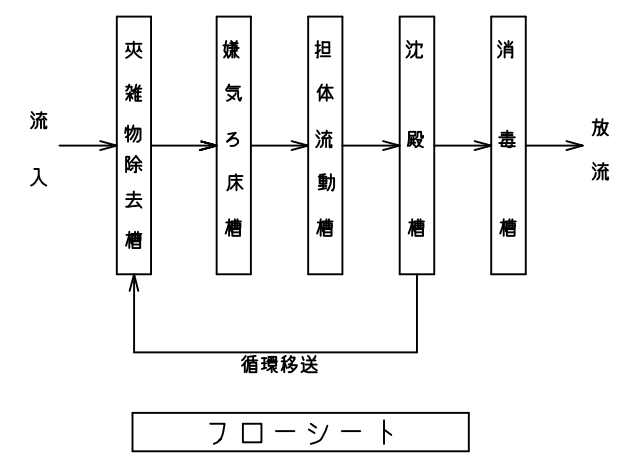 流入
夾雑物除去槽
嫌気ろ床槽
担体流動槽
沈殿槽
消毒槽
放流
循環移送
フローシート